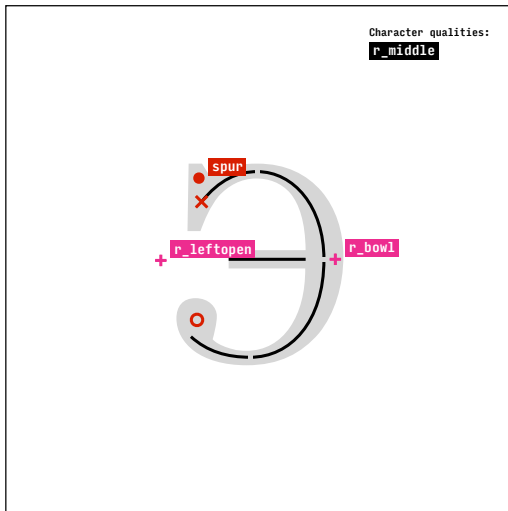 Character qualities:
r_middle
spur
r_leftopen
r_bowl
Э